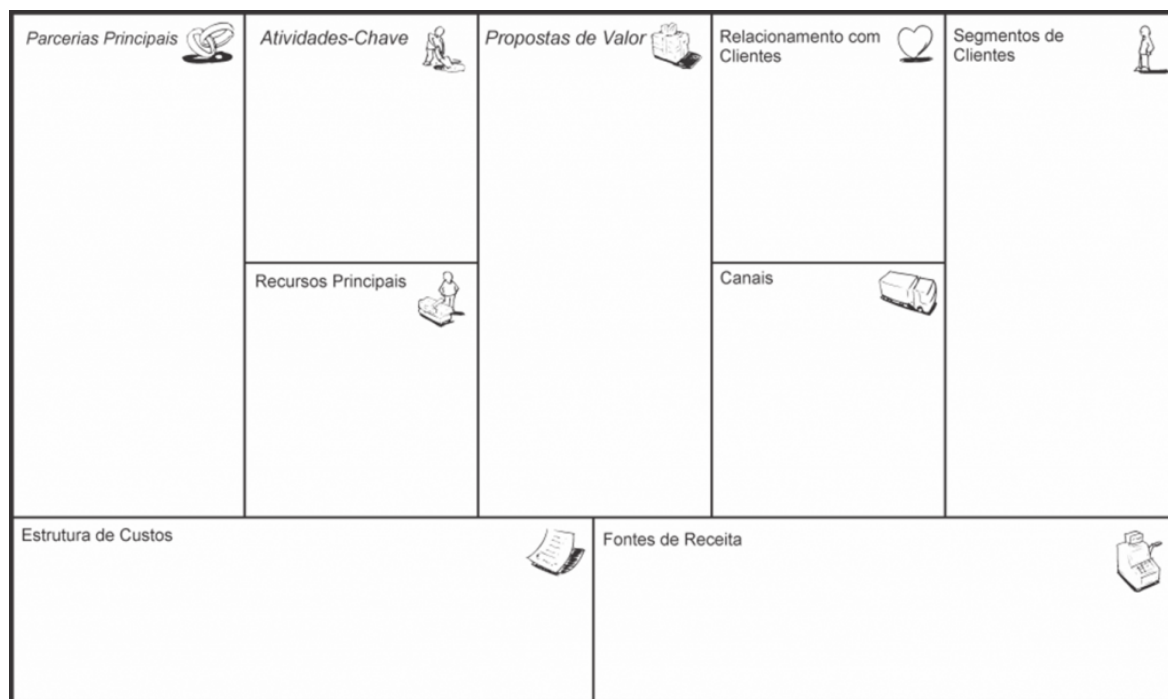 Parcerias Principais
Atividades-Chave
Propostas de Valor
Relacionamento com
Clientes
Segmentos de
Clientes
Recursos Principais
Canais
Estrutura de Custos
Fontes de Receita